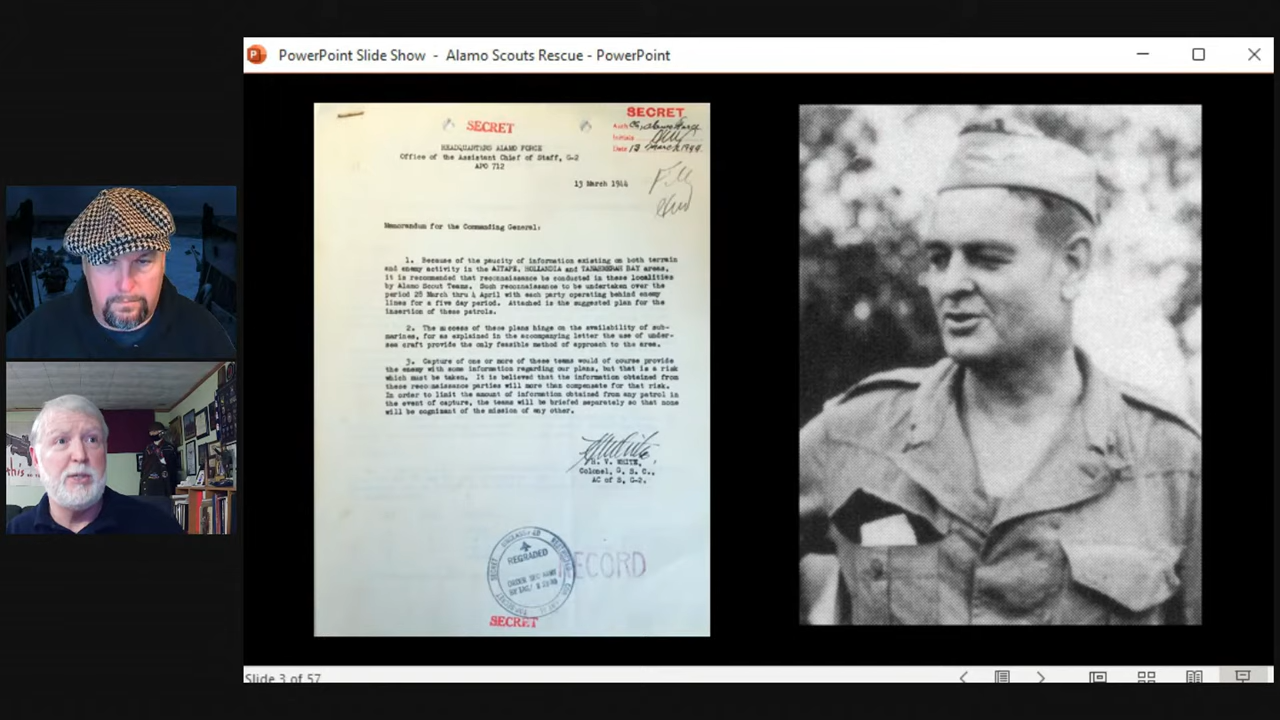 PowerPoint Slide Show - Alamo Scouts Rescue - PowerPoint
SECRET
SECRET
HEADQUARTERS ALAMO FORCE
Office of the Assistant Chief of Staff, G-2
APO 712
13 March 1944
Memorandum for the Commanding General:
1. Because of the paucity of information existing on both terrain
and enemy activity in the AITAPE, HOLLANDIA and TANAHMERAH BAY areas,
it is recommended that reconnaissance be conducted in these localities
by Alamo Scout Teams. Such reconnaissance to be undertaken over the
period 28 March thru 4 April with each party operating behind enemy
lines for a five day period. Attached is the suggested plan for the
insertion of these patrols.
2. The success of these plans hinge on the availability of sub-
marines, for as explained in the accompanying letter the use of under-
sea craft provide the only feasible method of approach to the area.
3. Capture of one or more of these teams would of course provide
the enemy with some information regarding our plans, but that is a risk
which must be taken. It is believed that the information obtained from
these reconnaissance parties will more than compensate for that risk.
In order to limit the amount of information obtained from any patrol in
the event of capture, the teams will be briefed separately so that none
will be cognizant of the mission of any other.
WHITE,
Colonel, G. S. C.,
AC of S, G-2.
REGRADED
RECORD
SECRET
Slide 3 of 57